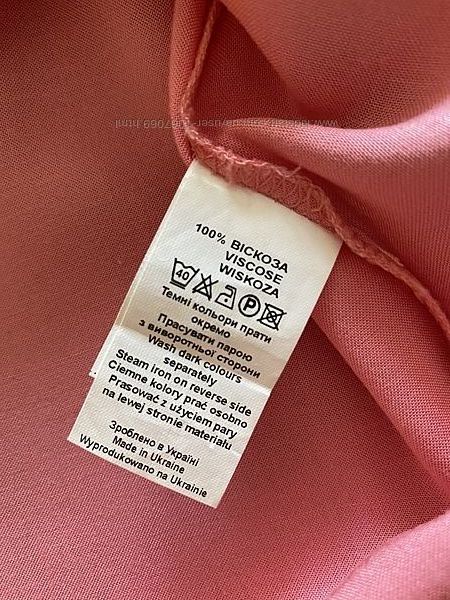 100% ВІСКОЗА
VISCOSE
WISKOZA
40 P
Темні кольори прати
окремо
Прасувати парою
з виворотньої сторони
Wash dark colours
separately
Steam iron on reverse side
Ciemne kolory prać osobno
Prasować z użyciem pary
na lewej stronie materiału
Зроблено в Україні
Made in Ukraine
Wyprodukowano na Ukrainie